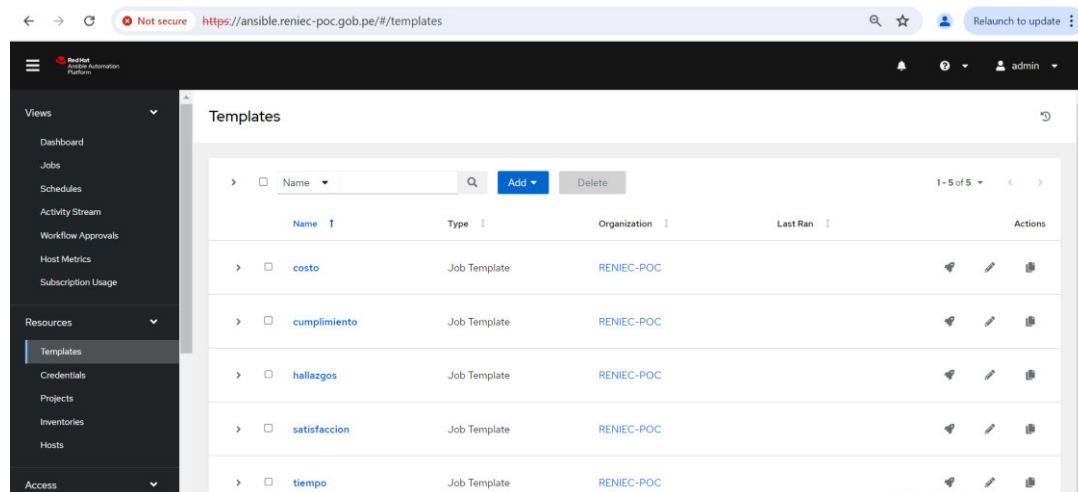 Not secure https://ansible.reniec-poc.gob.pe/#/templates Relaunch to update
Red Hat
Ansible Automation
Platform
admin
Views
Dashboard
Jobs
Schedules
Activity Stream
Workflow Approvals
Host Metrics
Subscription Usage
Resources
Templates
Credentials
Projects
Inventories
Hosts
Access
Templates
Name Add Delete 1 - 5 of 5
Name Type Organization Last Ran Actions
costo Job Template RENIEC-POC
cumplimiento Job Template RENIEC-POC
hallazgos Job Template RENIEC-POC
satisfaccion Job Template RENIEC-POC
tiempo Job Template RENIEC-POC